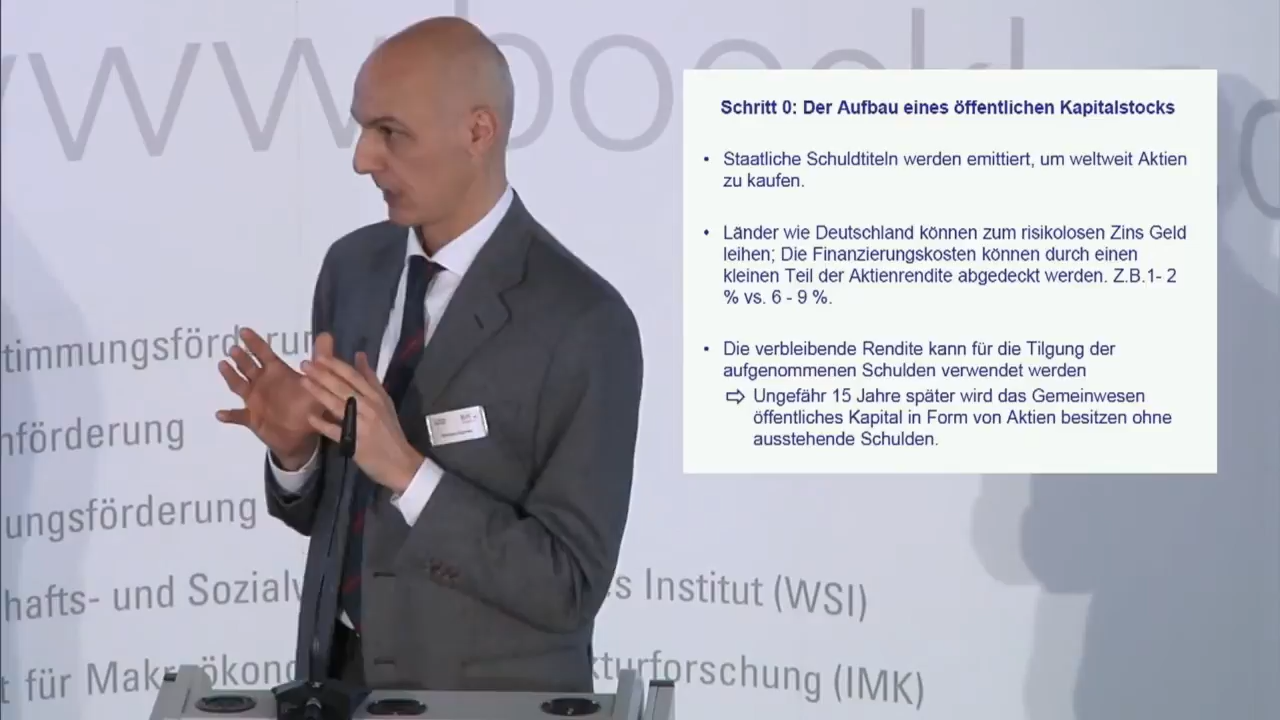 www.boeckl
Schritt 0: Der Aufbau eines öffentlichen Kapitalstocks
• Staatliche Schuldtiteln werden emittiert, um weltweit Aktien
zu kaufen.
• Länder wie Deutschland können zum risikolosen Zins Geld
leihen; Die Finanzierungskosten können durch einen
kleinen Teil der Aktienrendite abgedeckt werden. Z.B.1- 2
% vs. 6 - 9 %.
• Die verbleibende Rendite kann für die Tilgung der
aufgenommenen Schulden verwendet werden
⇨ Ungefähr 15 Jahre später wird das Gemeinwesen
öffentliches Kapital in Form von Aktien besitzen ohne
ausstehende Schulden.
timmungsförderun
nförderung
ungsförderung
hafts- und Sozialw s Institut (WSI)
t für Makroökono kturforschung (IMK)